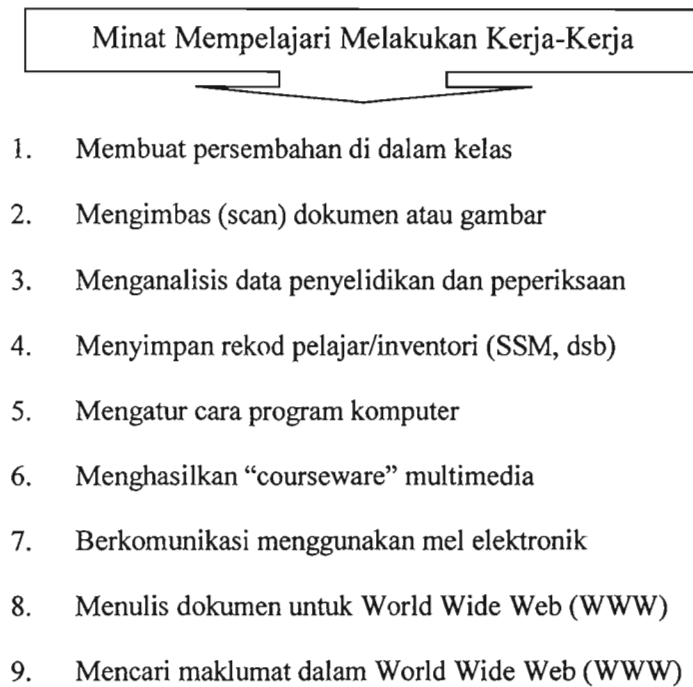 Minat Mempelajari Melakukan Kerja-Kerja
1. Membuat persembahan di dalam kelas
2. Mengimbas (scan) dokumen atau gambar
3. Menganalisis data penyelidikan dan peperiksaan
4. Menyimpan rekod pelajar/inventori (SSM, dsb)
5. Mengatur cara program komputer
6. Menghasilkan “courseware” multimedia
7. Berkomunikasi menggunakan mel elektronik
8. Menulis dokumen untuk World Wide Web (WWW)
9. Mencari maklumat dalam World Wide Web (WWW)